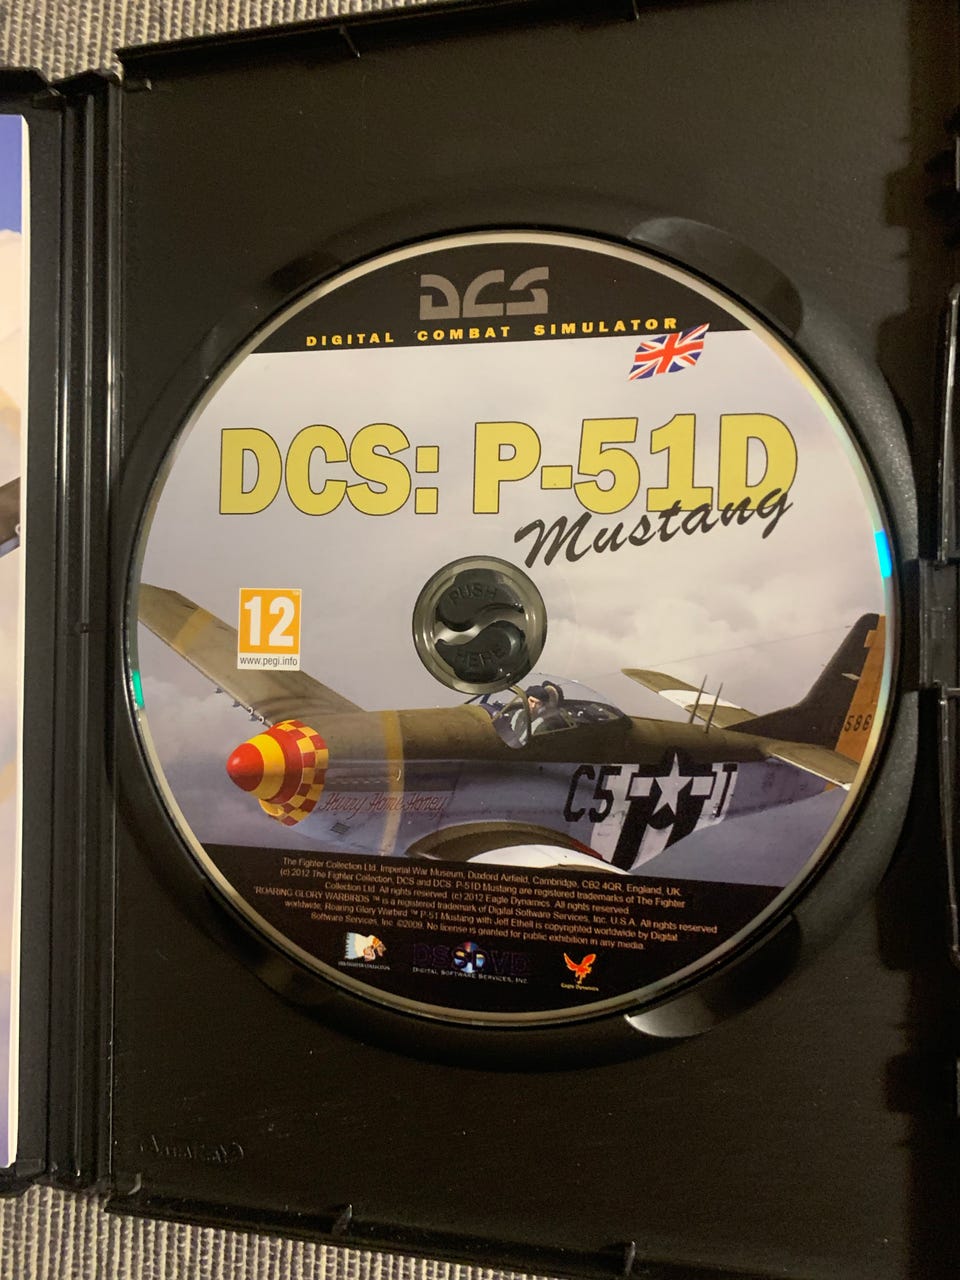 DCS
DIGITAL COMBAT SIMULATOR
DCS: P-51D
Mustang
PUSH
HERE
12
www.pegi.info
586
Hurry Home Honey
C5 J
The Fighter Collection Ltd. Imperial War Museum, Duxford Airfield, Cambridge, CB2 4QR, England, UK.
(c) 2012 The Fighter Collection, DCS and DCS: P-51D Mustang are registered trademarks of The Fighter
Collection Ltd. All rights reserved. (c) 2012 Eagle Dynamics. All rights reserved
"ROARING GLORY WARBIRDS ™ is a registered trademark of Digital Software Services, Inc. U.S.A. All rights reserved
worldwide, Roaring Glory Warbird ™ P-51 Mustang with Jeff Ethell is copyrighted worldwide by Digital
Software Services, Inc. ©2009. No license is granted for public exhibition in any media.
DSSDVD
DIGITAL SOFTWARE SERVICES, INC.
Eagle Dynamics